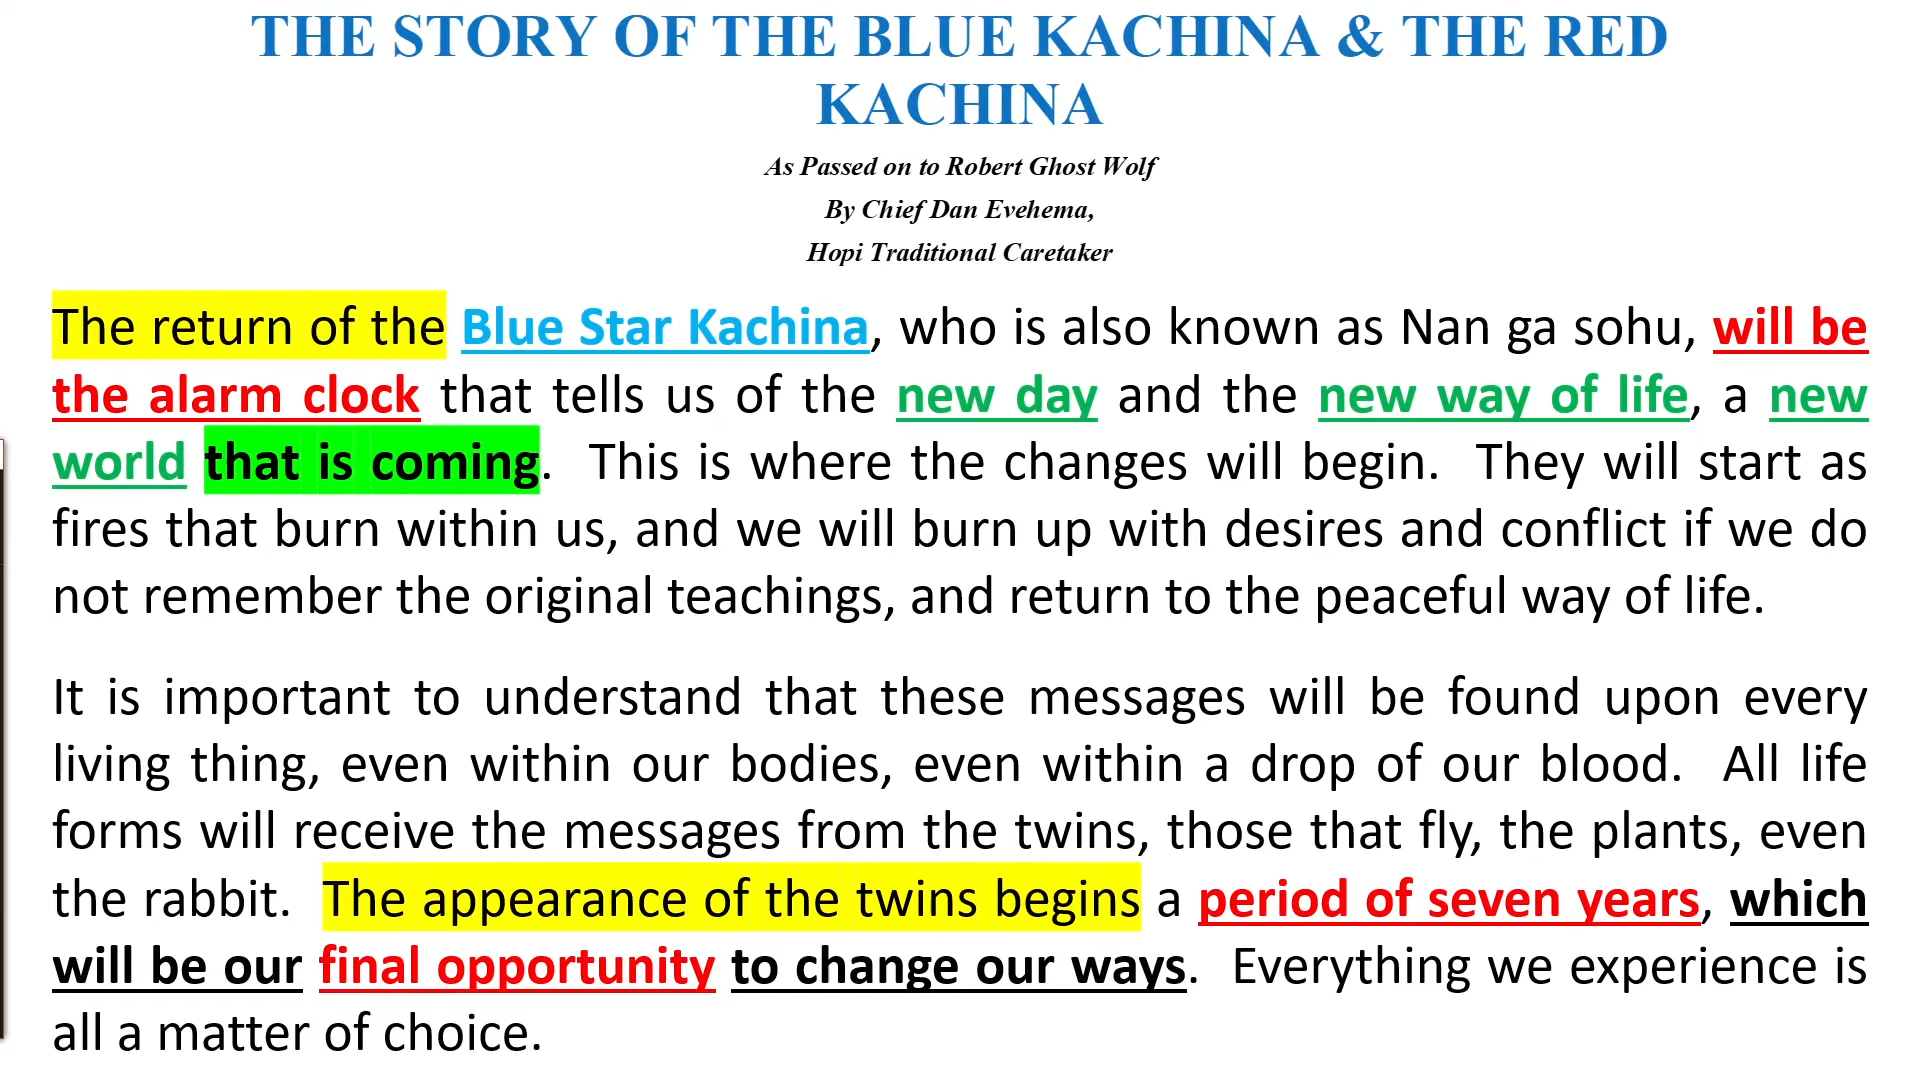 THE STORY OF THE BLUE KACHINA & THE RED
KACHINA
As Passed on to Robert Ghost Wolf
By Chief Dan Evehema,
Hopi Traditional Caretaker
The return of the Blue Star Kachina, who is also known as Nan ga sohu, will be
the alarm clock that tells us of the new day and the new way of life, a new
world that is coming.  This is where the changes will begin.  They will start as
fires that burn within us, and we will burn up with desires and conflict if we do
not remember the original teachings, and return to the peaceful way of life.
It is important to understand that these messages will be found upon every
living thing, even within our bodies, even within a drop of our blood.  All life
forms will receive the messages from the twins, those that fly, the plants, even
the rabbit.  The appearance of the twins begins a period of seven years, which
will be our final opportunity to change our ways.  Everything we experience is
all a matter of choice.